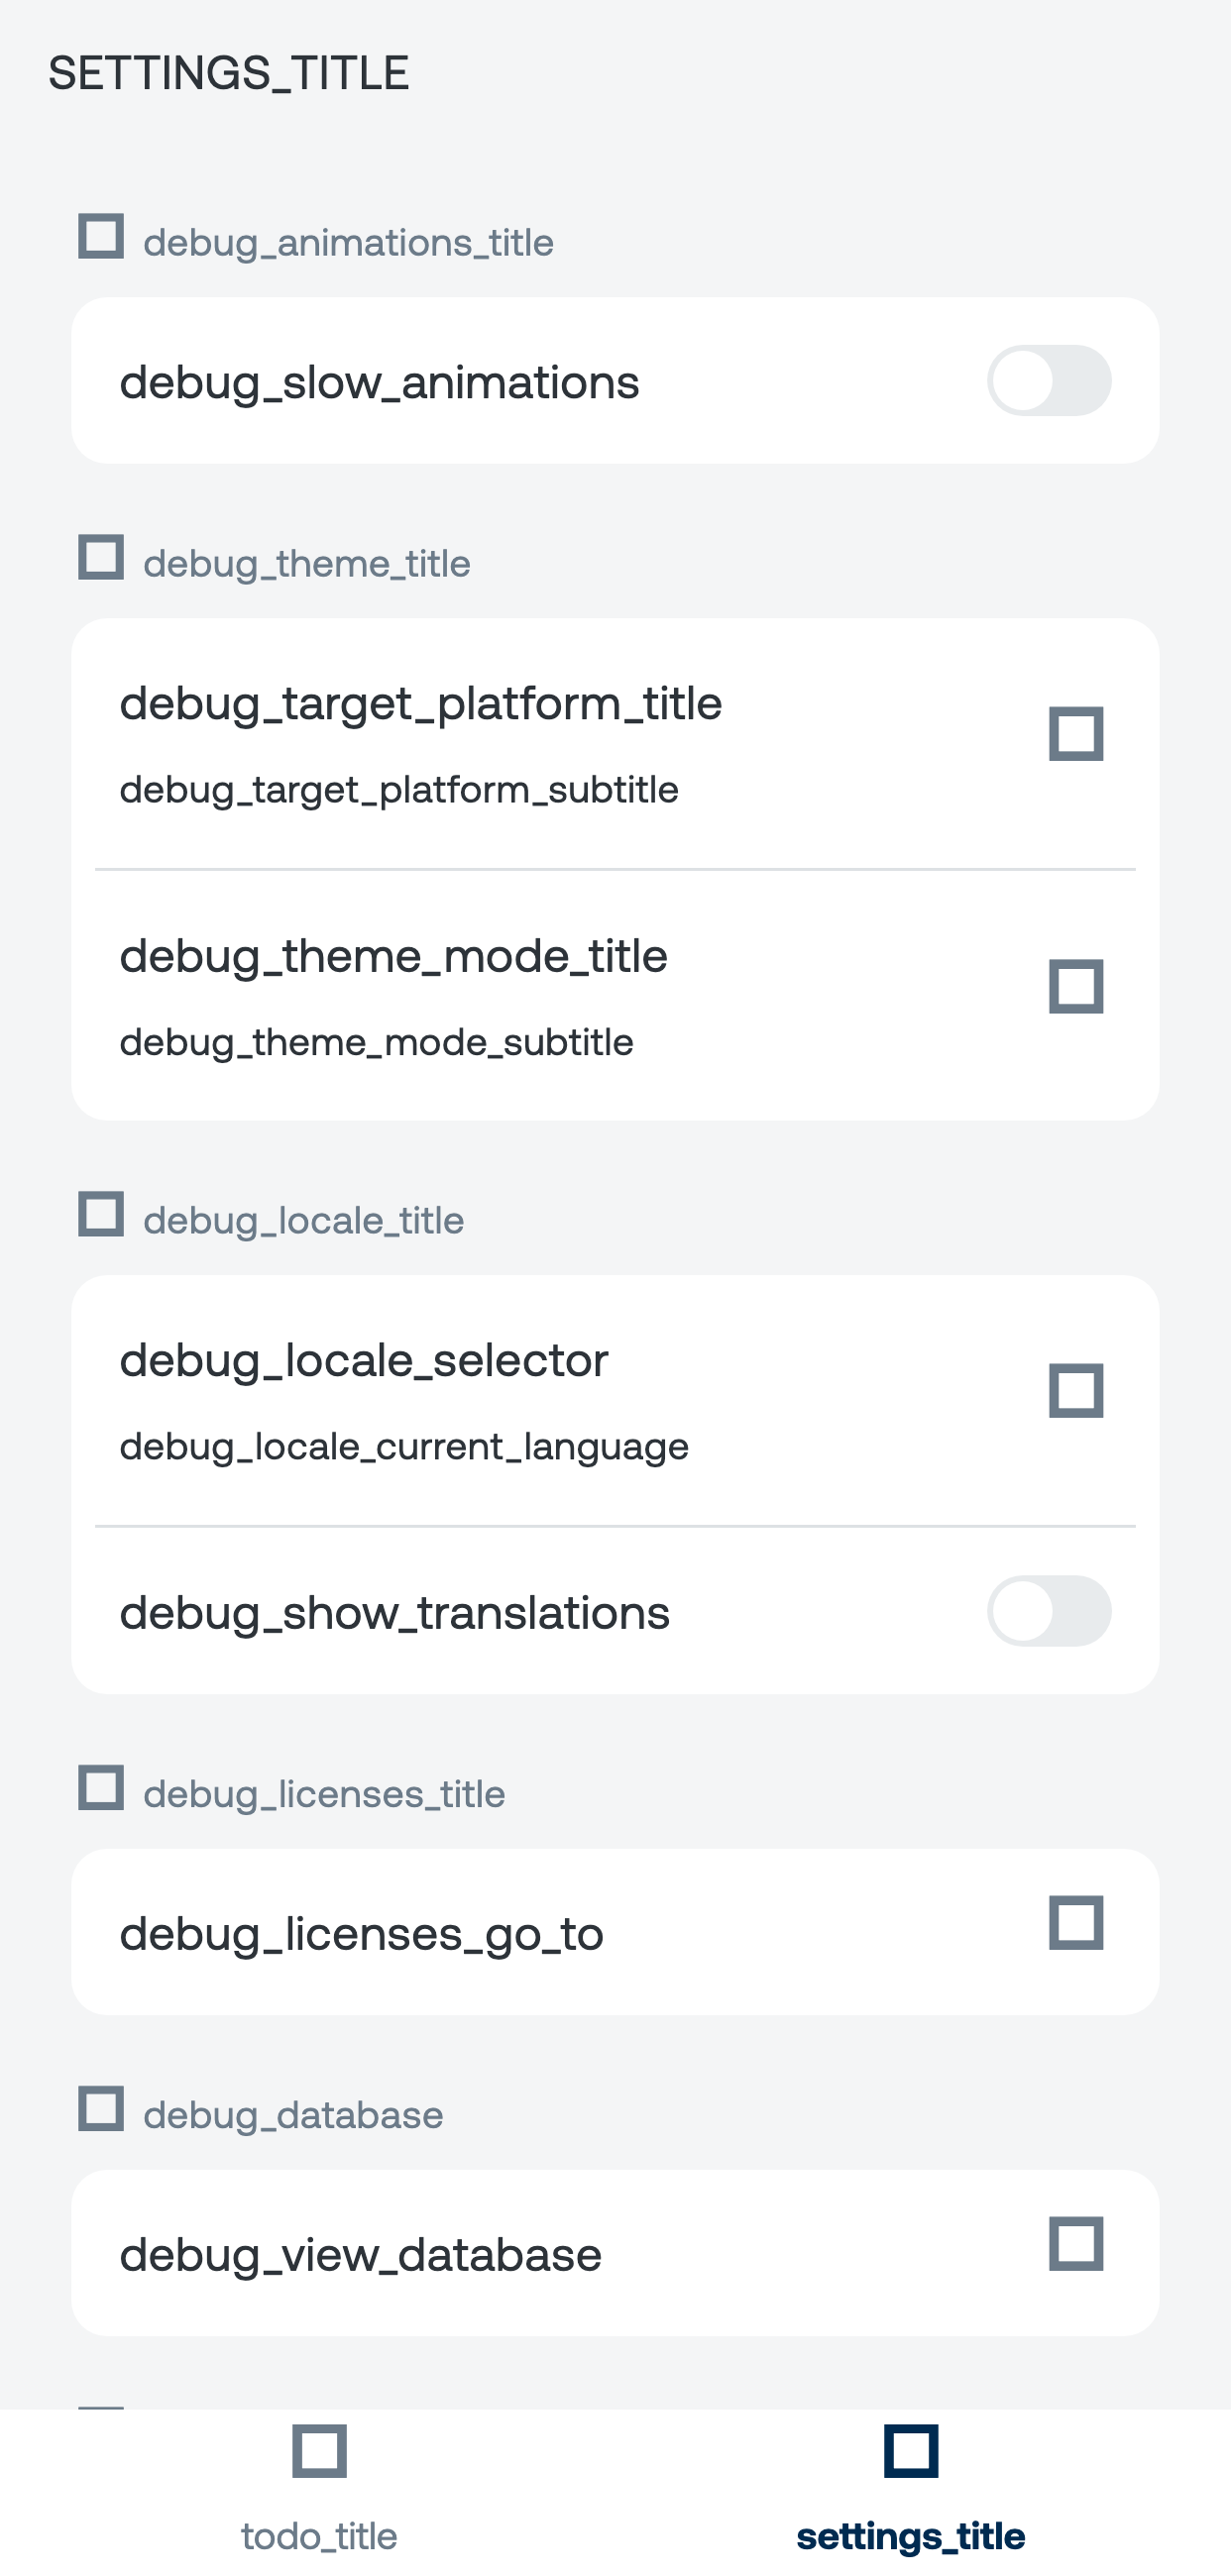 SETTINGS_TITLE
debug_animations_title
debug_slow_animations
debug_theme_title
debug_target_platform_title
debug_target_platform_subtitle
debug_theme_mode_title
debug_theme_mode_subtitle
debug_locale_title
debug_locale_selector
debug_locale_current_language
debug_show_translations
debug_licenses_title
debug_licenses_go_to
debug_database
debug_view_database
todo_title
settings_title